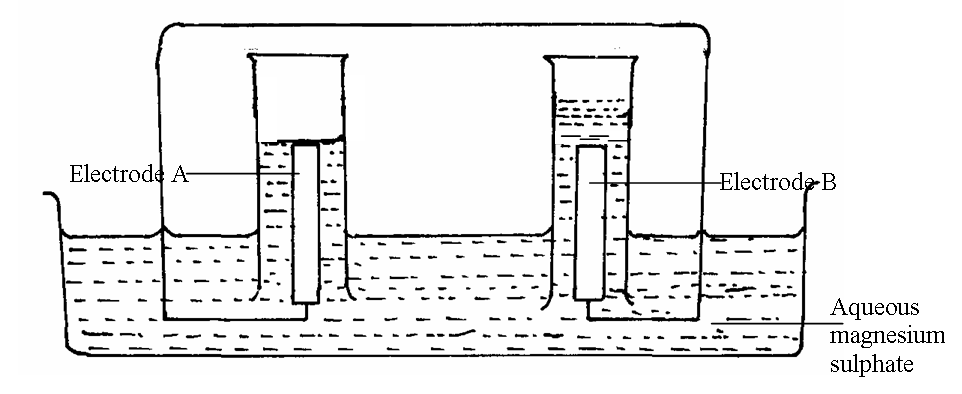 Electrode A
Electrode B
Aqueous
magnesium
sulphate